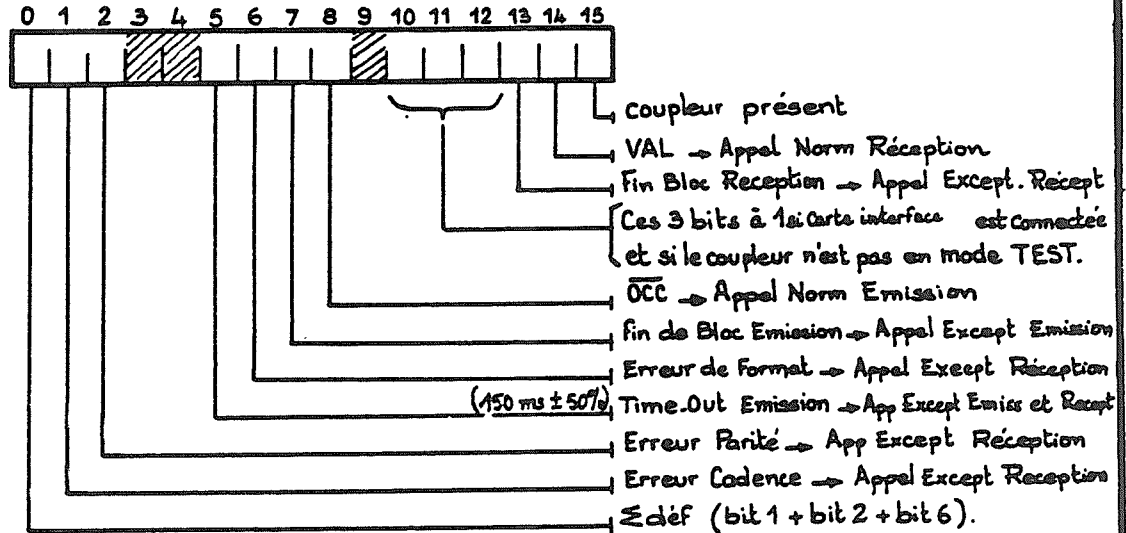 0 1 2 3 4 5 6 7 8 9 10 11 12 13 14 15
coupleur présent
VAL → Appel Norm Réception
Fin Bloc Reception → Appel Except. Récept
Ces 3 bits à 1 si Carte interface est connectée
et si le coupleur n'est pas en mode TEST.
O̅C̅C̅ → Appel Norm Emission
Fin de Bloc Emission → Appel Except Emission
Erreur de Format → Appel Except Réception
(150 ms ± 50%) Time-Out Emission → App Except Emiss et Recept
Erreur Parité → App Except Réception
Erreur Cadence → Appel Except Reception
Σ déf (bit 1 + bit 2 + bit 6).